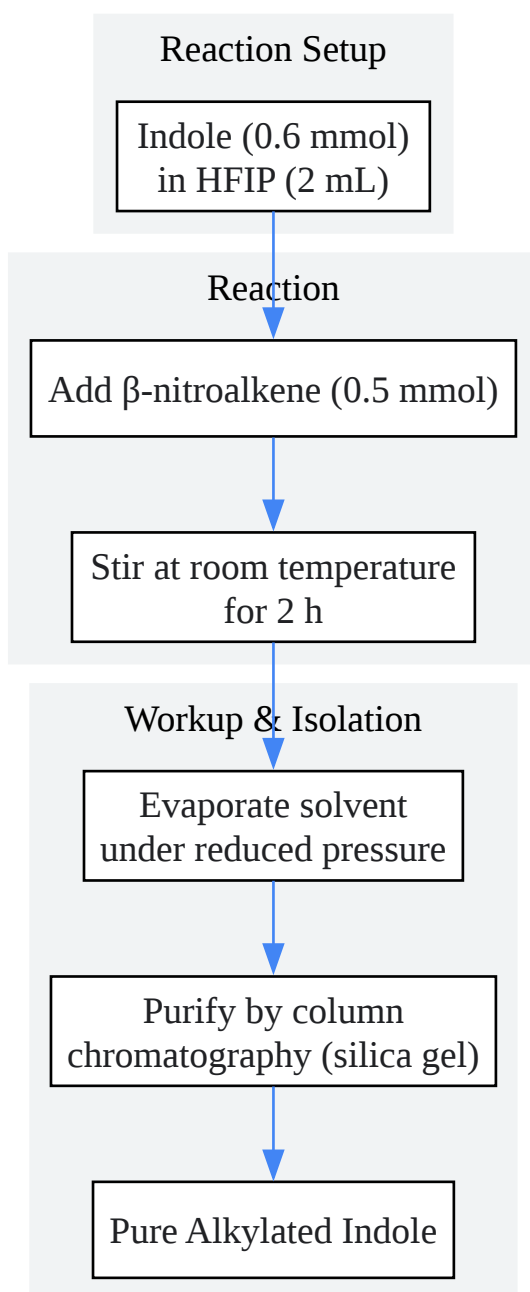 Reaction Setup
Indole (0.6 mmol)
in HFIP (2 mL)
Reaction
Add β-nitroalkene (0.5 mmol)
Stir at room temperature
for 2 h
Workup & Isolation
Evaporate solvent
under reduced pressure
Purify by column
chromatography (silica gel)
Pure Alkylated Indole